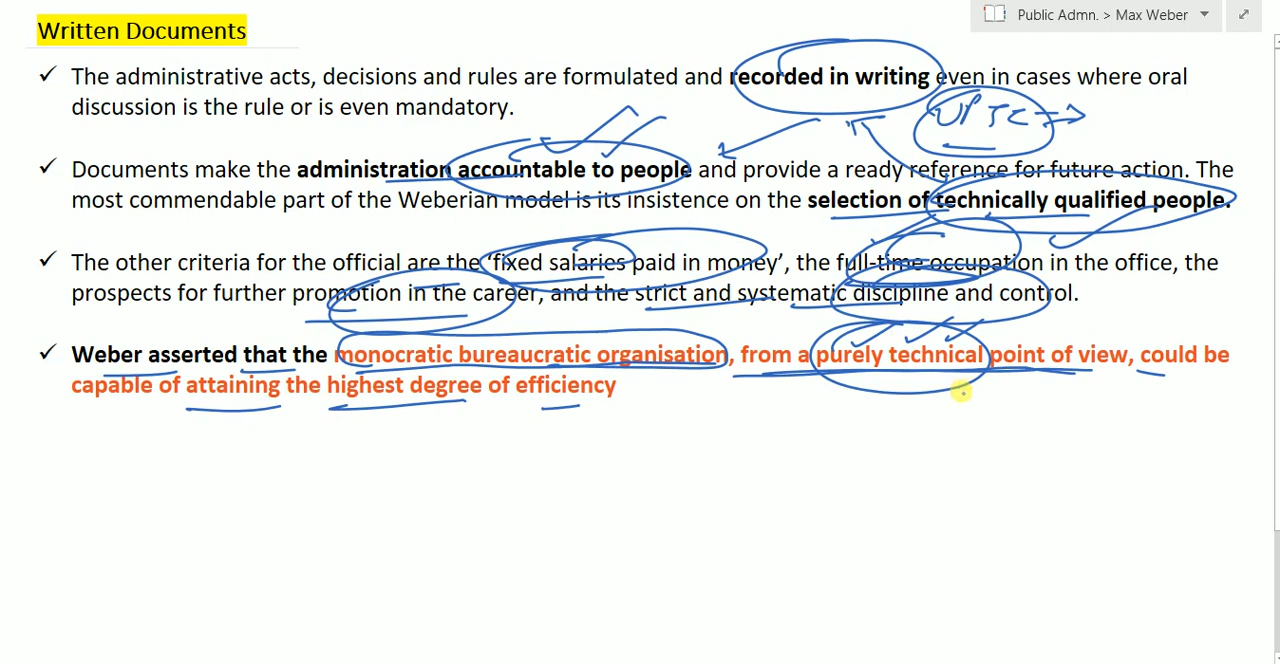 Public Admn. > Max Weber
Written Documents
✓ The administrative acts, decisions and rules are formulated and recorded in writing even in cases where oral
discussion is the rule or is even mandatory.
UPSC
✓ Documents make the administration accountable to people and provide a ready reference for future action. The
most commendable part of the Weberian model is its insistence on the selection of technically qualified people.
✓ The other criteria for the official are the ‘fixed salaries paid in money’, the full-time occupation in the office, the
prospects for further promotion in the career, and the strict and systematic discipline and control.
✓ Weber asserted that the monocratic bureaucratic organisation, from a purely technical point of view, could be
capable of attaining the highest degree of efficiency